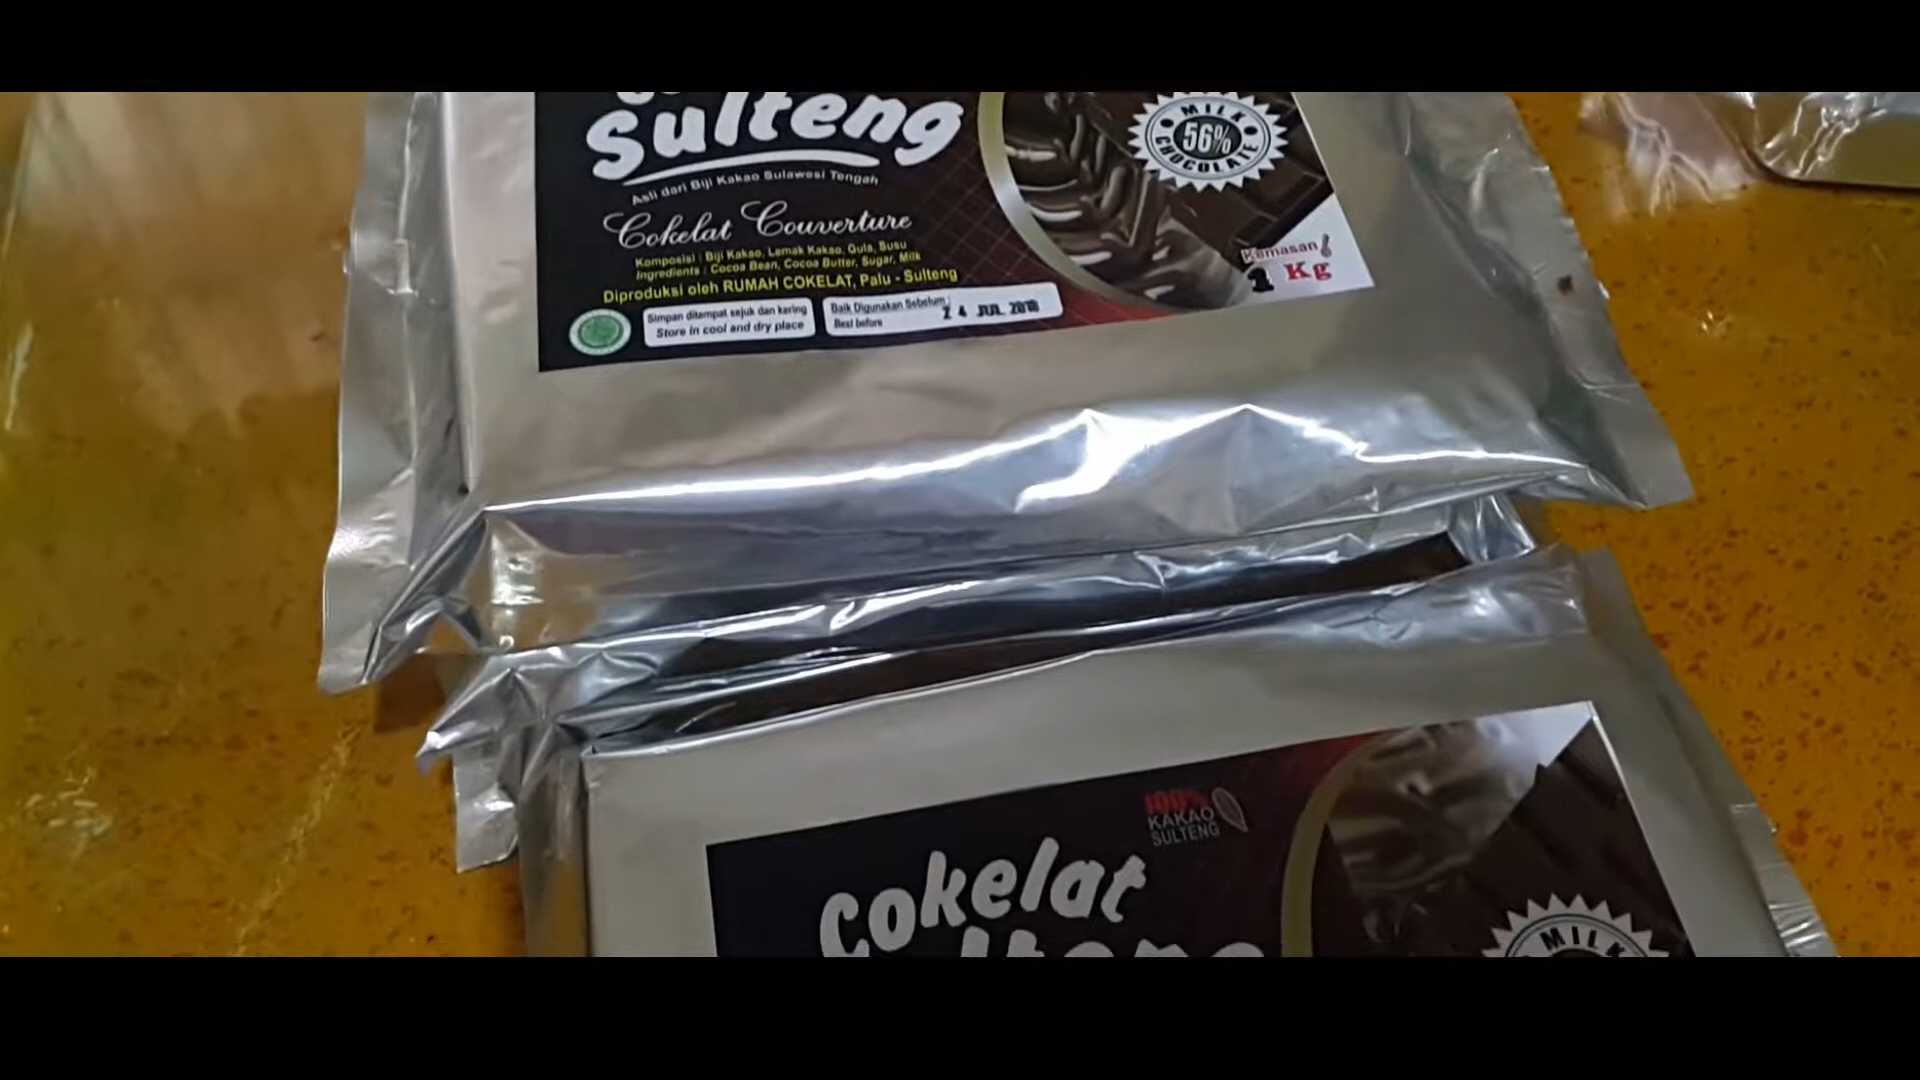 Sulteng
Asli dari Biji Kakao Sulawesi Tengah
Cokelat Couverture
Komposisi : Biji Kakao, Lemak Kakao, Gula, Susu
Ingredients : Cocoa Bean, Cocoa Butter, Sugar, Milk
Diproduksi oleh RUMAH COKELAT, Palu - Sulteng
Simpan ditempat sejuk dan kering
Store in cool and dry place
Baik Digunakan Sebelum :
Best before
24 JUL 2018
MILK
56%
CHOCOLATE
Kemasan
1 Kg
100%
KAKAO
SULTENG
Cokelat
MILK